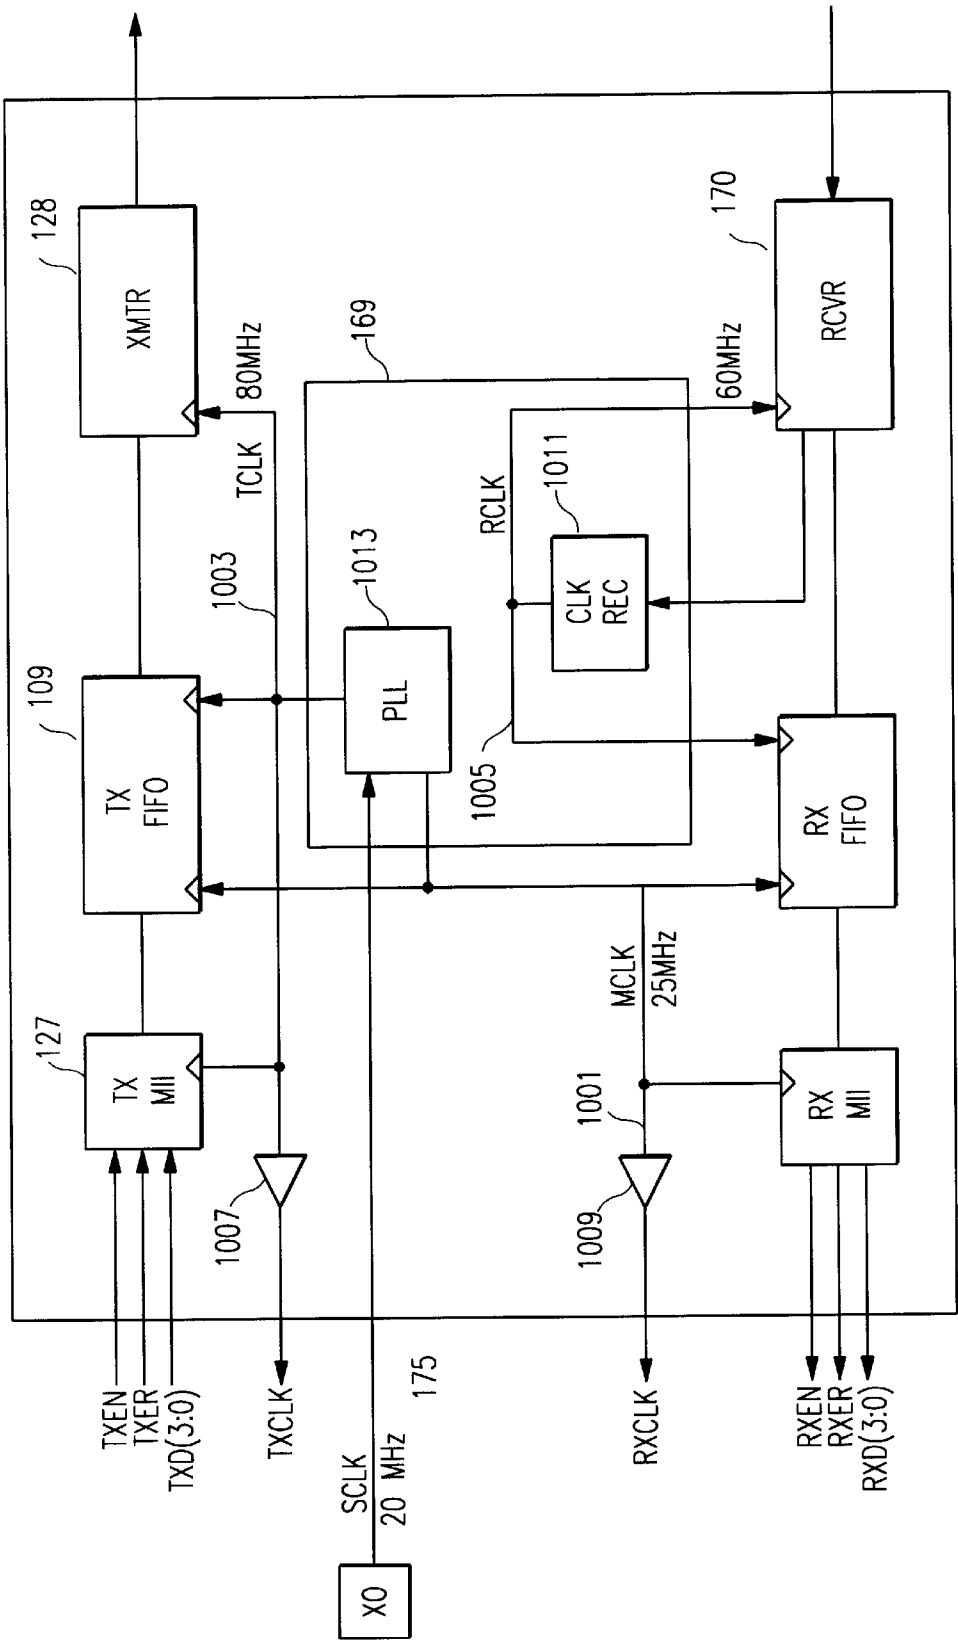 128
XMTR
80MHz
TCLK
1003
109
TX
FIFO
127
TX
MII
1007
TXEN
TXER
TXD(3:0)
TXCLK
169
1013
PLL
RCLK
1011
CLK
REC
1005
SCLK
20 MHz
175
XO
170
RCVR
60MHz
RX
FIFO
MCLK
25MHz
1001
1009
RX
MII
RXCLK
RXEN
RXER
RXD(3:0)